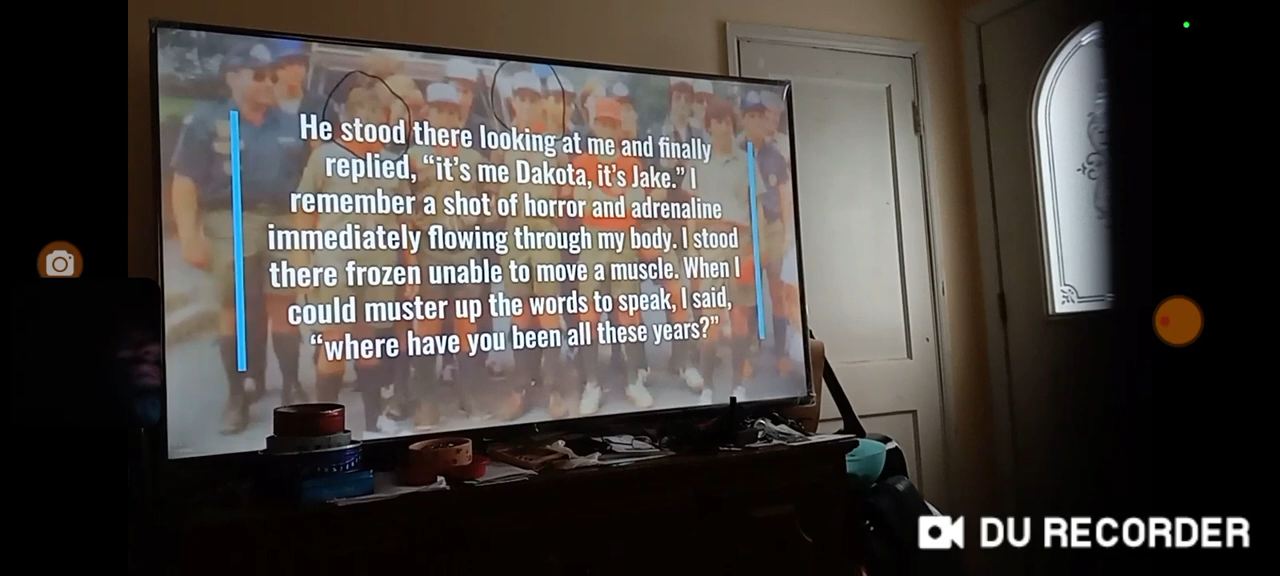 He stood there looking at me and finally
replied, “it’s me Dakota, it’s Jake.” I
remember a shot of horror and adrenaline
immediately flowing through my body. I stood
there frozen unable to move a muscle. When I
could muster up the words to speak, I said,
“where have you been all these years?”
DU RECORDER